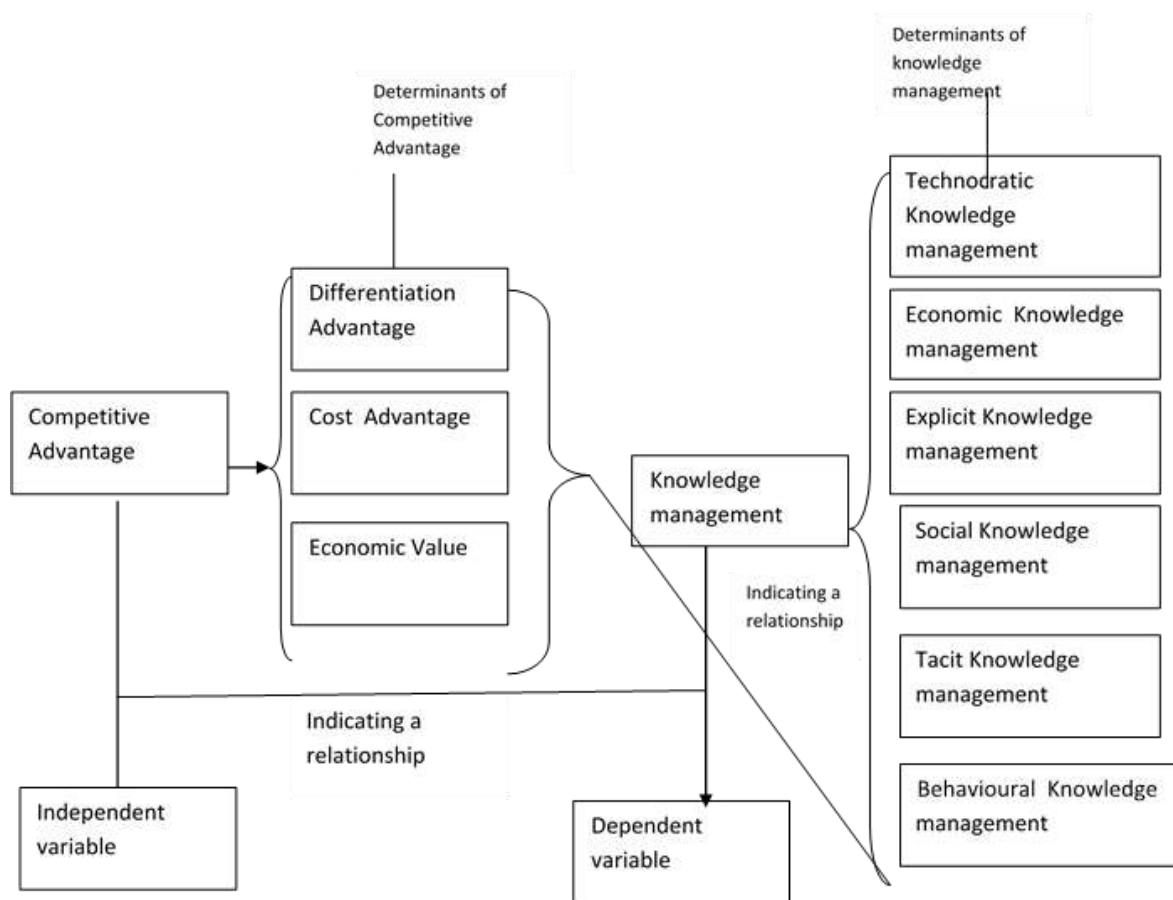 Determinants of
knowledge
management
Determinants of
Competitive
Advantage
Technocratic
Knowledge
management
Differentiation
Advantage
Economic Knowledge
management
Competitive
Advantage
Cost Advantage
Explicit Knowledge
management
Knowledge
management
Economic Value
Social Knowledge
management
Indicating a
relationship
Tacit Knowledge
management
Indicating a
relationship
Behavioural Knowledge
management
Independent
variable
Dependent
variable